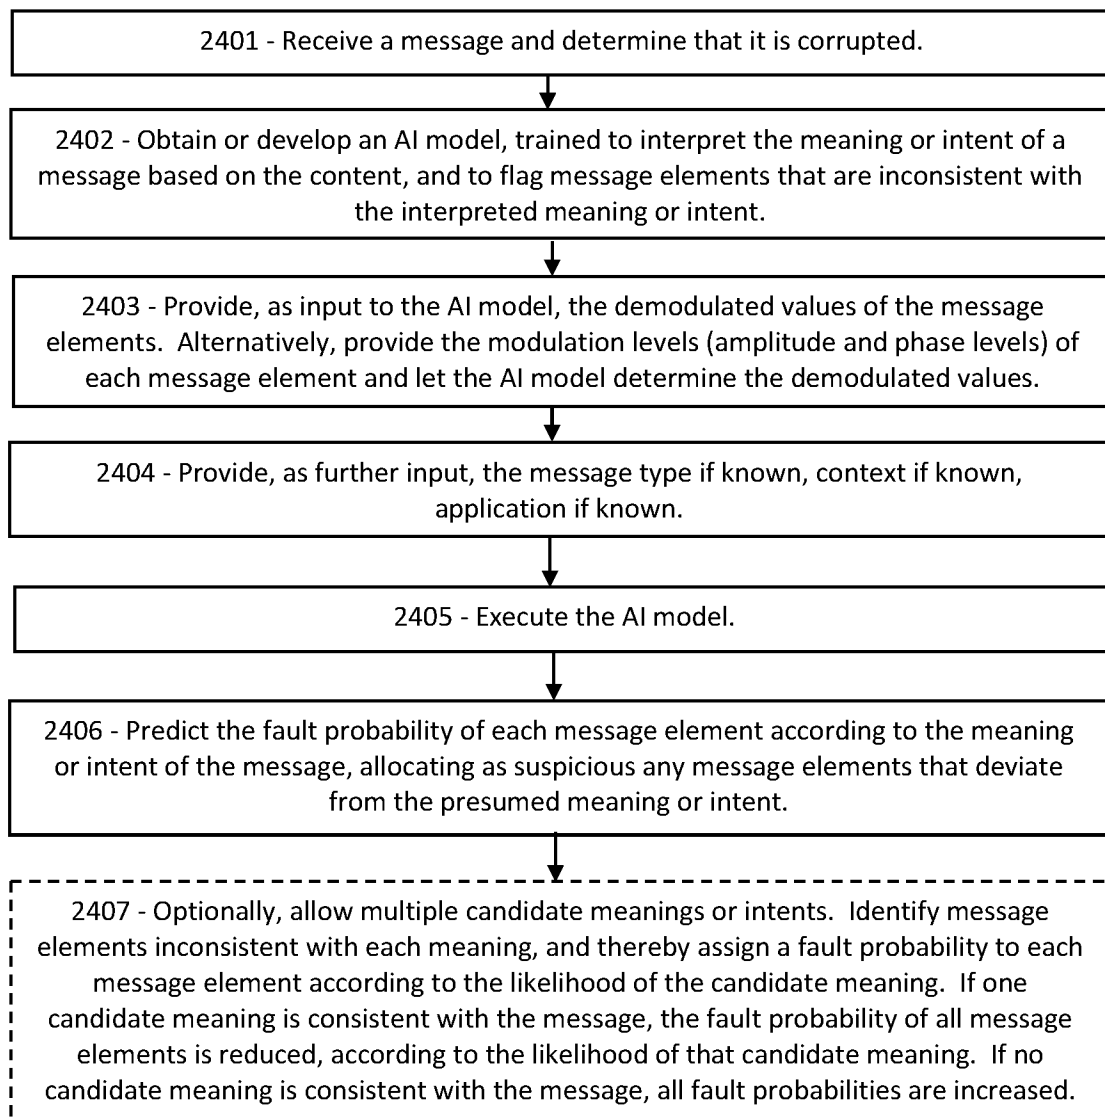 2401 - Receive a message and determine that it is corrupted.
2402 - Obtain or develop an AI model, trained to interpret the meaning or intent of a
message based on the content, and to flag message elements that are inconsistent with
the interpreted meaning or intent.
2403 - Provide, as input to the AI model, the demodulated values of the message
elements.  Alternatively, provide the modulation levels (amplitude and phase levels) of
each message element and let the AI model determine the demodulated values.
2404 - Provide, as further input, the message type if known, context if known,
application if known.
2405 - Execute the AI model.
2406 - Predict the fault probability of each message element according to the meaning
or intent of the message, allocating as suspicious any message elements that deviate
from the presumed meaning or intent.
2407 - Optionally, allow multiple candidate meanings or intents.  Identify message
elements inconsistent with each meaning, and thereby assign a fault probability to each
message element according to the likelihood of the candidate meaning.  If one
candidate meaning is consistent with the message, the fault probability of all message
elements is reduced, according to the likelihood of that candidate meaning.  If no
candidate meaning is consistent with the message, all fault probabilities are increased.